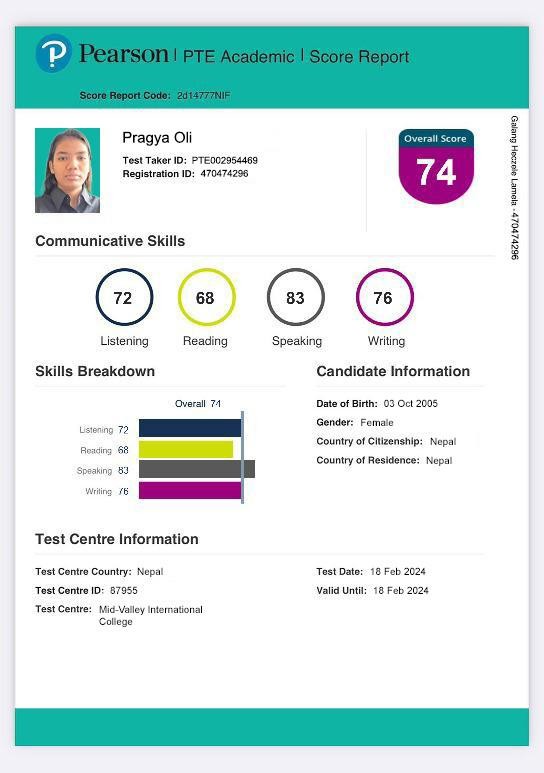 Pearson | PTE Academic | Score Report
Score Report Code: 2d14777NIF
Pragya Oli
Test Taker ID: PTE002954469
Registration ID: 470474296
Overall Score
74
Galang Heczele Lamela - 470474296
Communicative Skills
72 68 83 76
Listening Reading Speaking Writing
Skills Breakdown
Overall 74
Listening 72
Reading 68
Speaking 83
Writing 76
Candidate Information
Date of Birth: 03 Oct 2005
Gender: Female
Country of Citizenship: Nepal
Country of Residence: Nepal
Test Centre Information
Test Centre Country: Nepal
Test Centre ID: 87955
Test Centre: Mid-Valley International
College
Test Date: 18 Feb 2024
Valid Until: 18 Feb 2024